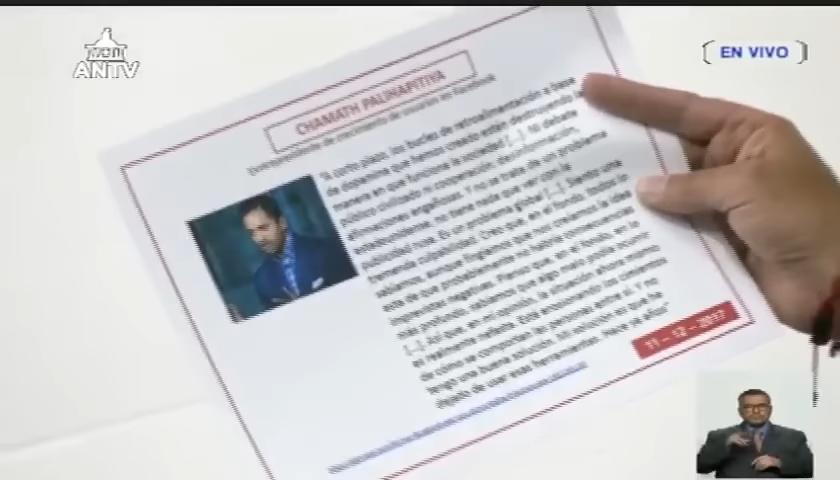 ANTV
EN VIVO
CHAMATH PALIHAPITIYA
Exvicepresidente de crecimiento de usuarios en Facebook
"A corto plazo, los bucles de retroalimentación a base
de dopamina que hemos creado están destruyendo la
manera en que funciona la sociedad [...]. Ni debate
público civilizado ni cooperación; desinformación,
afirmaciones engañosas. Y no se trata de un problema
estadounidense, no tiene nada que ver con la
publicidad rusa. Es un problema global [...]. Siento una
tremenda culpabilidad. Creo que, en el fondo, todos lo
sabíamos, aunque fingíamos que nos creíamos la idea
esta de que probablemente no habría consecuencias
imprevistas negativas. Pienso que, en el fondo, en lo
más profundo, sabíamos que algo malo podía ocurrir
[...]. Así que, en mi opinión, la situación ahora mismo
es realmente nefasta. Está erosionando los cimientos
de cómo se comportan las personas entre sí. Y no
tengo una buena solución. Mi solución es que he
dejado de usar esas herramientas. Hace ya años"
11 – 12 – 2017